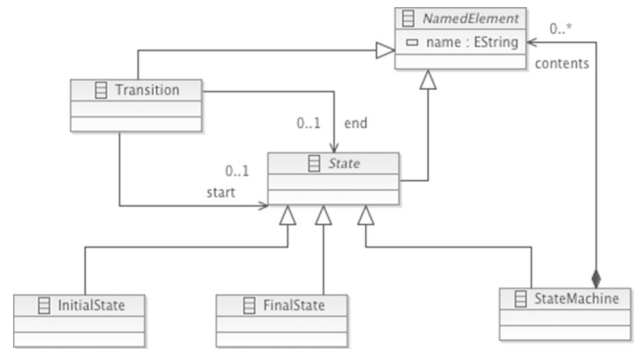 NamedElement
name : EString
0..*
contents
Transition
0..1
end
State
0..1
start
InitialState
FinalState
StateMachine